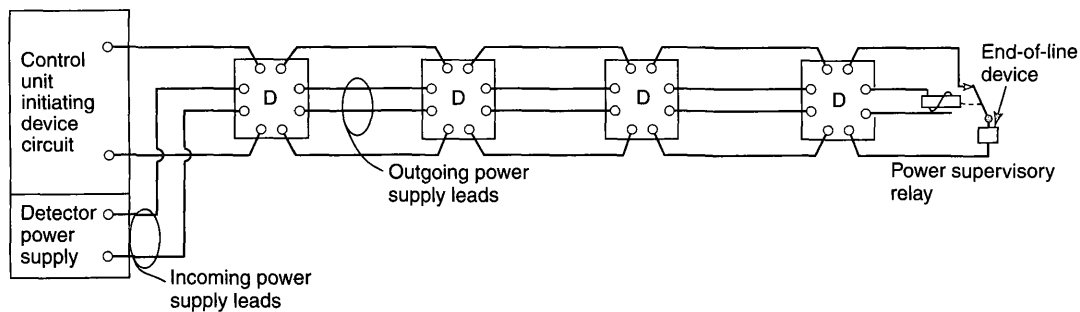 Control
unit
initiating
device
circuit
Detector
power
supply
D
D
D
D
End-of-line
device
Outgoing power
supply leads
Power supervisory
relay
Incoming power
supply leads